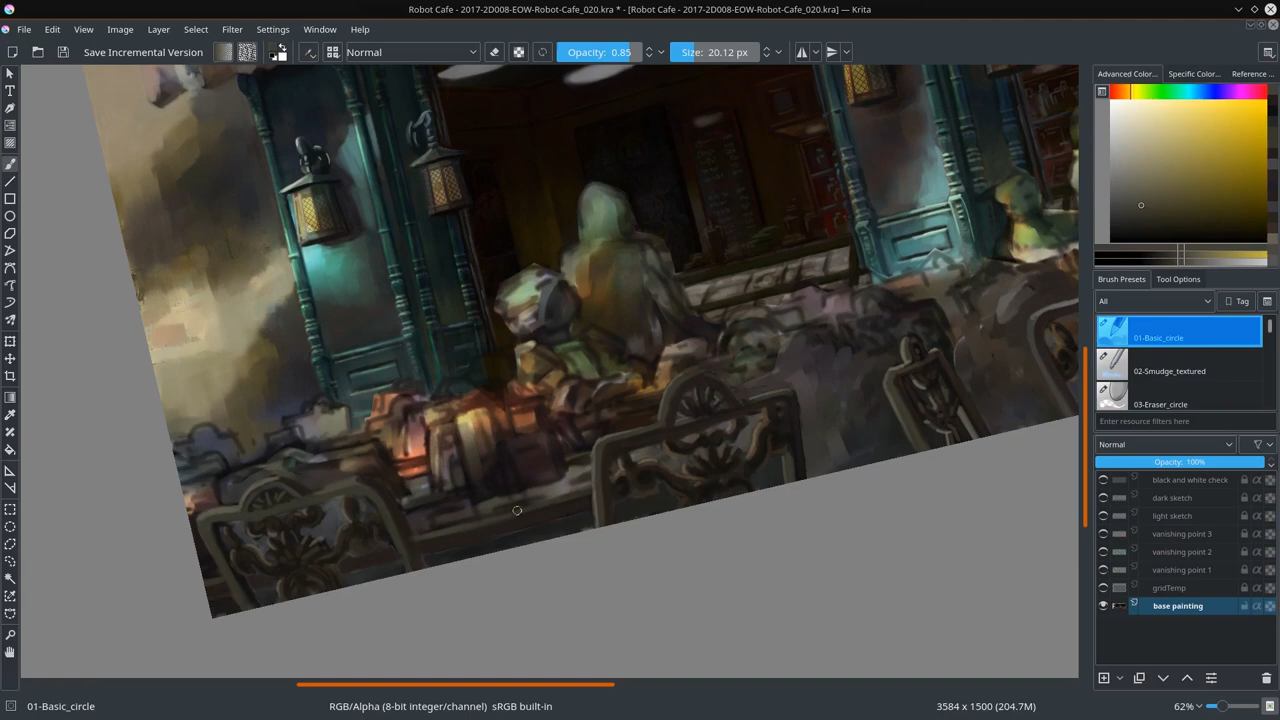 Robot Cafe - 2017-2D008-EOW-Robot-Cafe_020.kra * - [Robot Cafe - 2017-2D008-EOW-Robot-Cafe_020.kra] — Krita
File Edit View Image Layer Select Filter Settings Window Help
Save Incremental Version Normal Opacity: 0.85 Size: 20.12 px
Advanced Color... Specific Color... Reference ...
Brush Presets Tool Options
All Tag
01-Basic_circle
02-Smudge_textured
03-Eraser_circle
Enter resource filters here
Normal
Opacity: 100%
black and white check
dark sketch
light sketch
vanishing point 3
vanishing point 2
vanishing point 1
gridTemp
base painting
01-Basic_circle RGB/Alpha (8-bit integer/channel) sRGB built-in 3584 x 1500 (204.7M) 62%